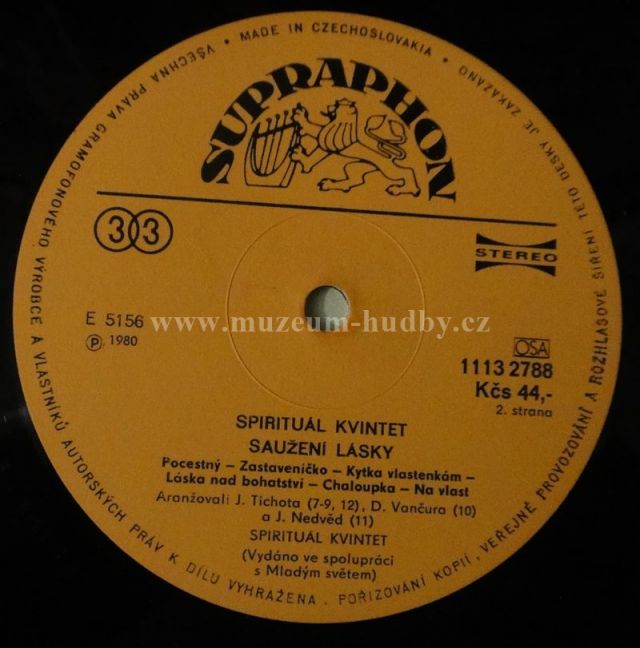 VŠECHNA PRÁVA GRAMOFONOVÉHO VÝROBCE A VLASTNÍKŮ AUTORSKÝCH PRÁV K DÍLU VYHRAŽENA. POŘIZOVÁNÍ KOPIÍ, VEŘEJNÉ PROVOZOVÁNÍ A ROZHLASOVÉ ŠÍŘENÍ TÉTO DESKY JE ZAKÁZÁNO • MADE IN CZECHOSLOVAKIA •
SUPRAPHON
33
STEREO
E 5156
℗ 1980
www.muzeum-hudby.cz
OSA
1113 2788
Kčs 44,-
2. strana
SPIRITUÁL KVINTET
SAUŽENÍ LÁSKY
Pocestný – Zastaveníčko – Kytka vlastenkám –
Láska nad bohatství – Chaloupka – Na vlast
Aranžovali J. Tichota (7-9, 12), D. Vančura (10)
a J. Nedvěd (11)
SPIRITUÁL KVINTET
(Vydáno ve spolupráci
s Mladým světem)